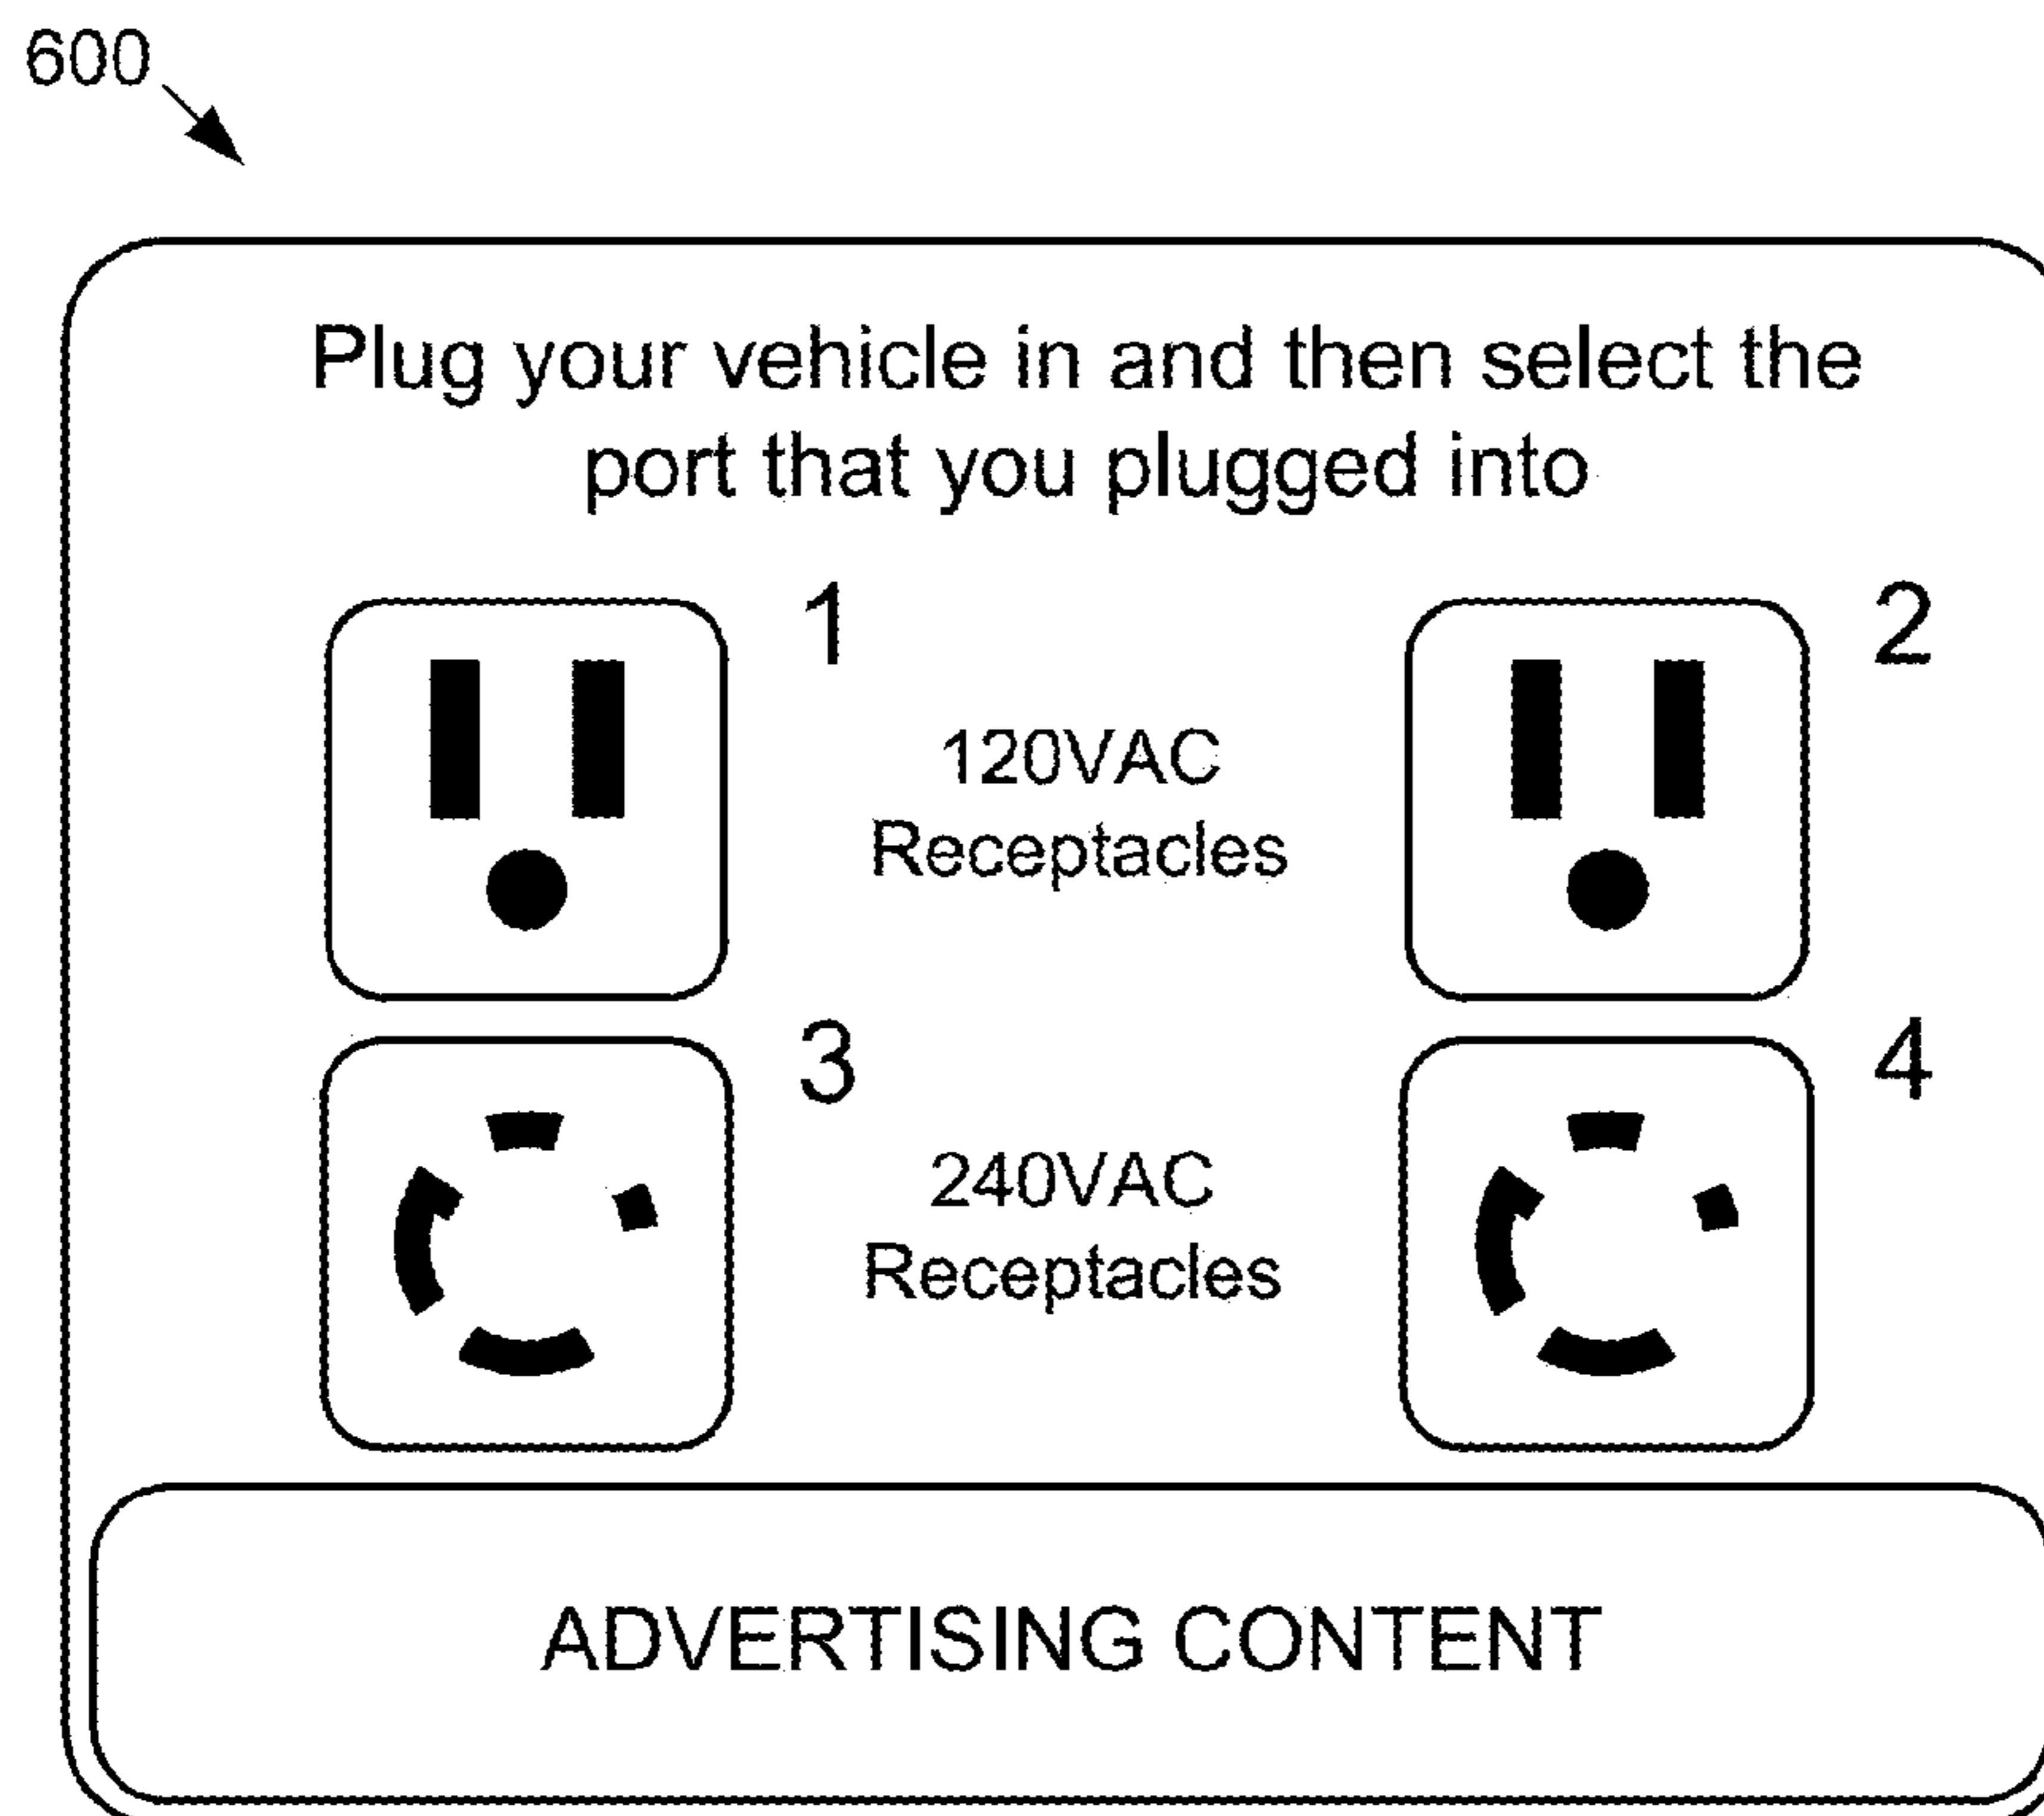 600
Plug your vehicle in and then select the
port that you plugged into
1
2
120VAC
Receptacles
3
4
240VAC
Receptacles
ADVERTISING CONTENT